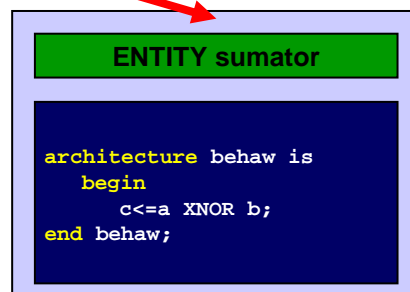 ENTITY sumator
architecture behaw is
begin
c<=a XNOR b;
end behaw;